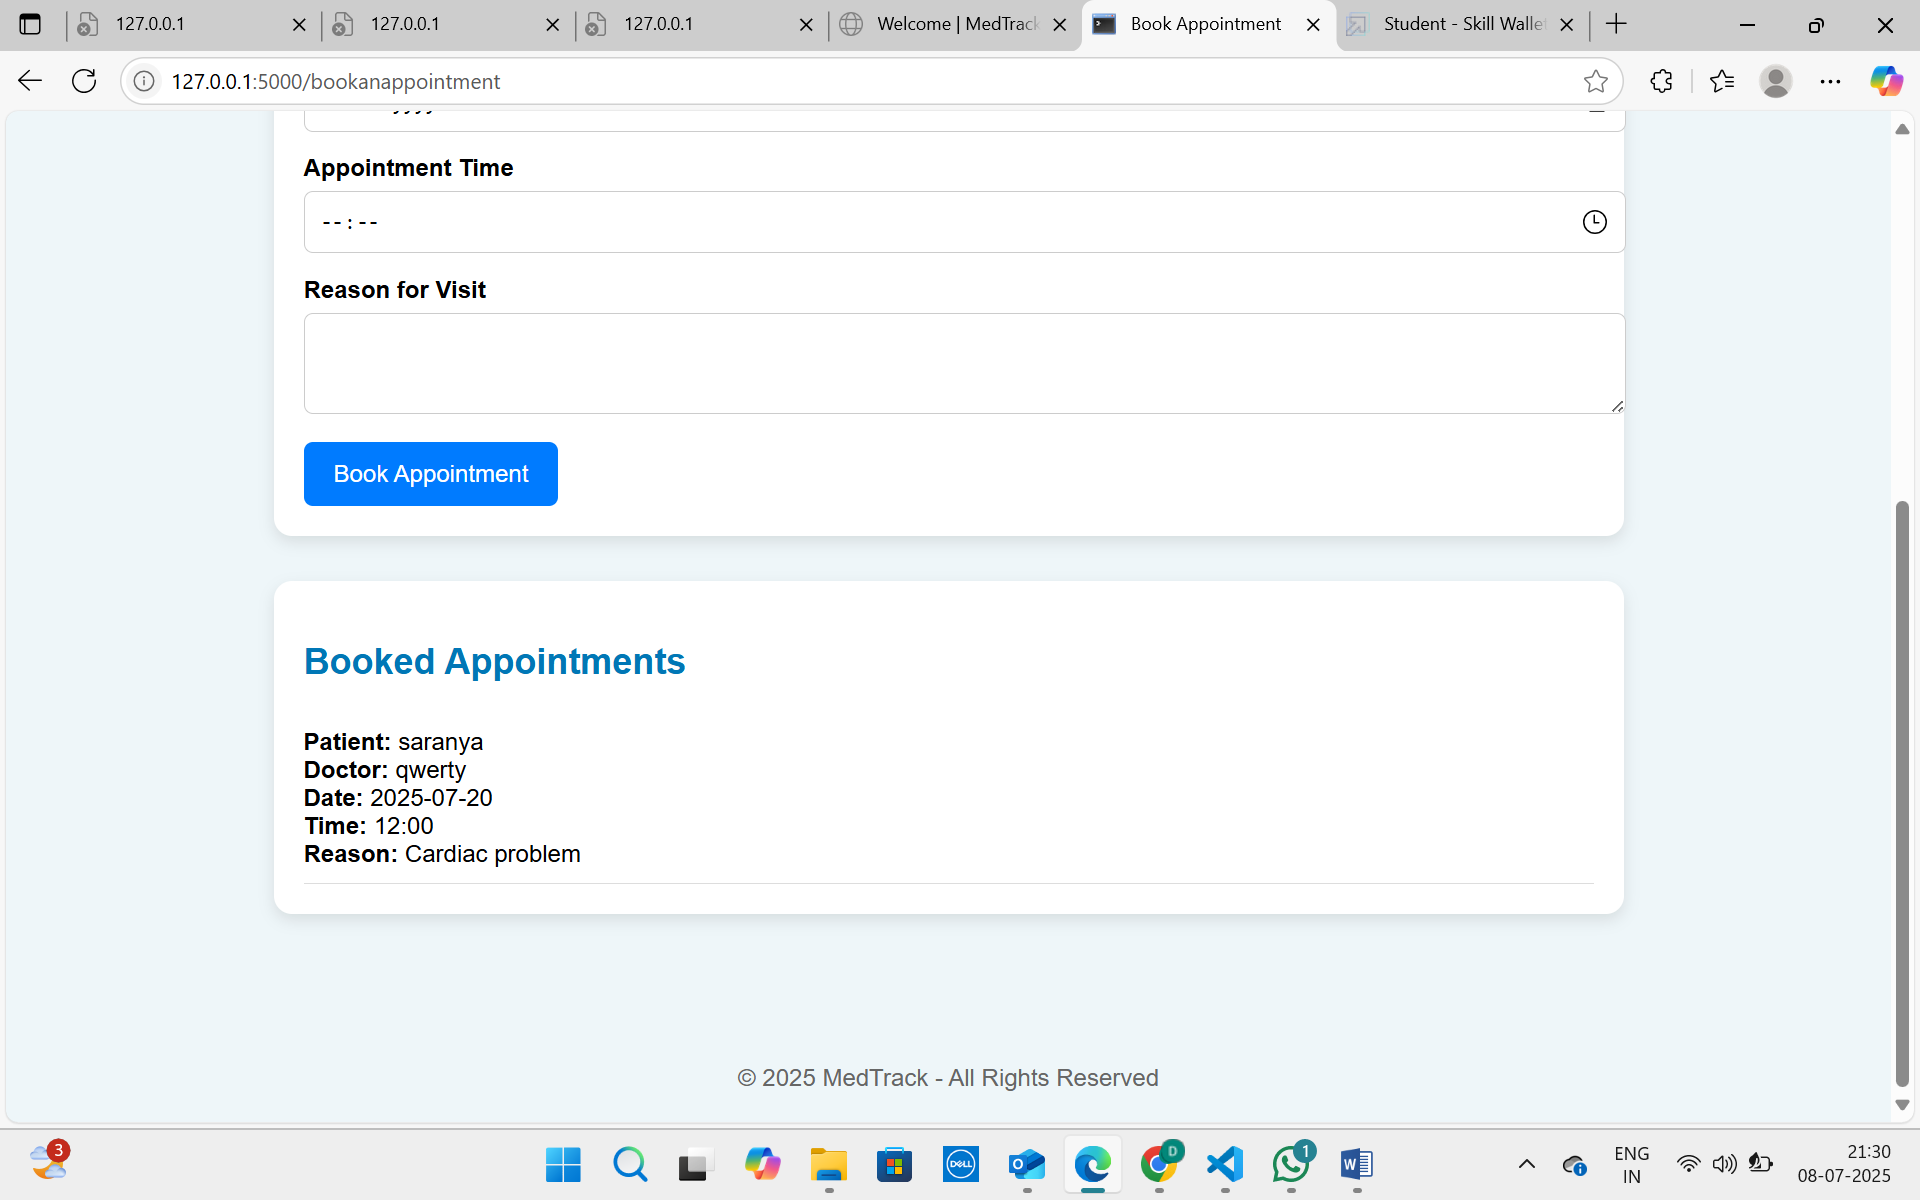 127.0.0.1
127.0.0.1
127.0.0.1
Welcome | MedTrack
Book Appointment
Student - Skill Wallet
127.0.0.1:5000/bookanappointment
Appointment Time
--:--
Reason for Visit
Book Appointment
Booked Appointments
Patient: saranya
Doctor: qwerty
Date: 2025-07-20
Time: 12:00
Reason: Cardiac problem
© 2025 MedTrack - All Rights Reserved
3
DELL
D
1
ENG
IN
21:30
08-07-2025